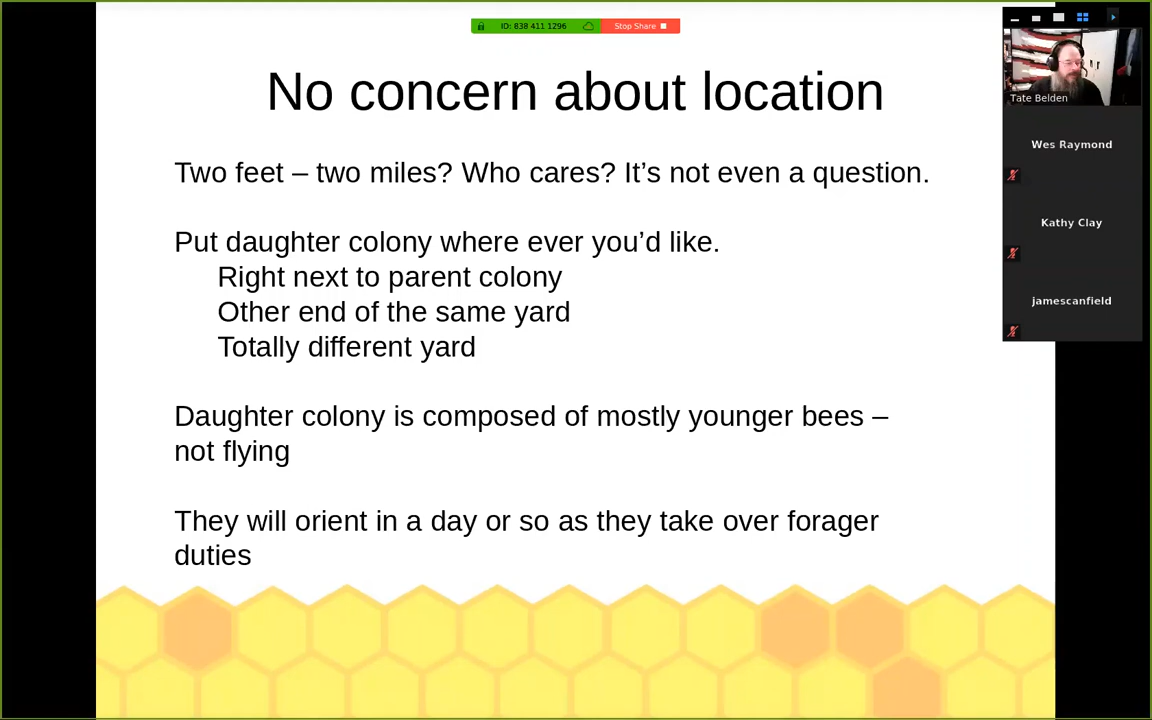 ID: 838 411 1296
Stop Share
No concern about location
Two feet – two miles? Who cares? It’s not even a question.
Put daughter colony where ever you’d like.
Right next to parent colony
Other end of the same yard
Totally different yard
Daughter colony is composed of mostly younger bees –
not flying
They will orient in a day or so as they take over forager
duties
Tate Belden
Wes Raymond
Kathy Clay
jamescanfield